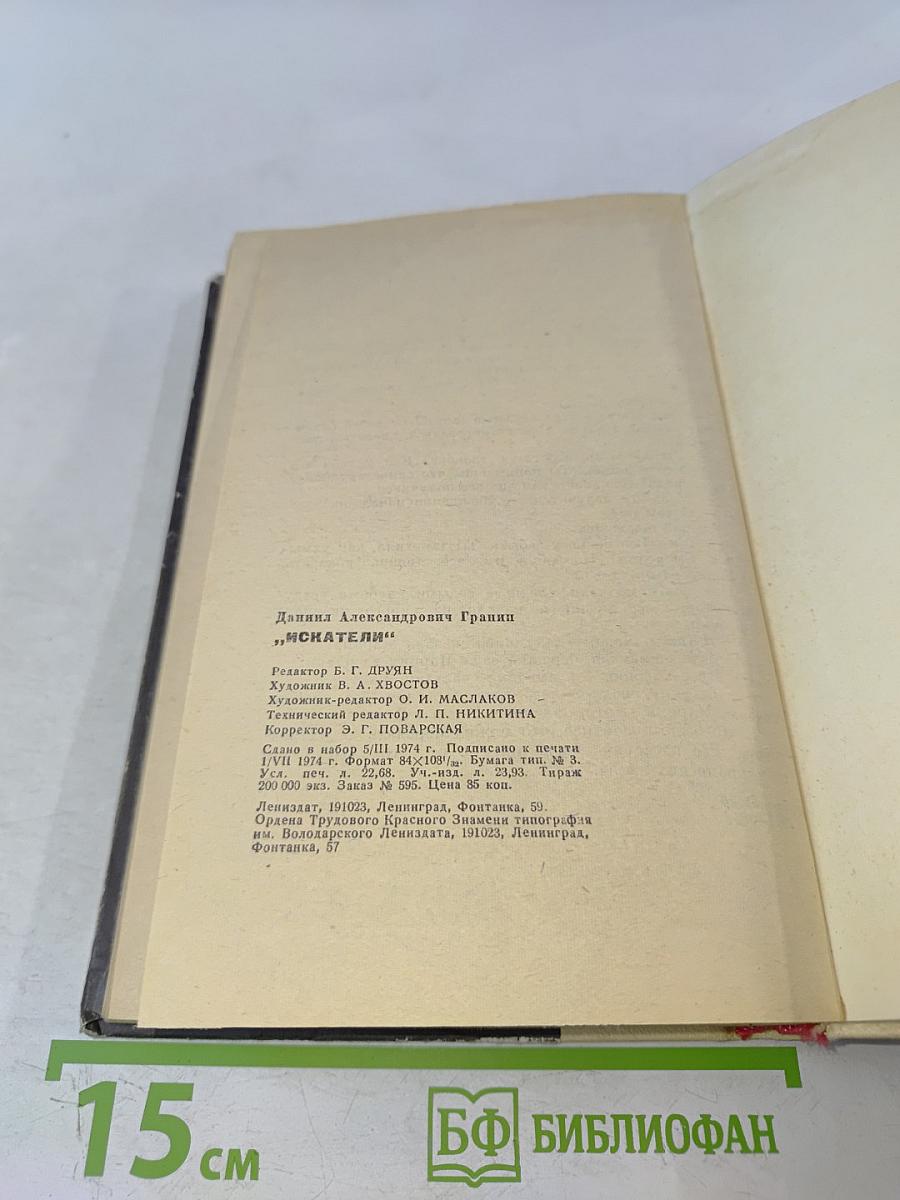 Даниил Александрович Гранин
„ИСКАТЕЛИ“
Редактор Б. Г. ДРУЯН
Художник В. А. ХВОСТОВ
Художник-редактор О. И. МАСЛАКОВ
Технический редактор Л. П. НИКИТИНА
Корректор Э. Г. ПОВАРСКАЯ
Сдано в набор 5/III 1974 г. Подписано к печати
1/VII 1974 г. Формат 84×108¹/₃₂. Бумага тип. № 3.
Усл. печ. л. 22,68. Уч.-изд. л. 23,93. Тираж
200 000 экз. Заказ № 595. Цена 85 коп.
Лениздат, 191023, Ленинград, Фонтанка, 59.
Ордена Трудового Красного Знамени типография
им. Володарского Лениздата, 191023, Ленинград,
Фонтанка, 57
15 см
БФ БИБЛИОФАН